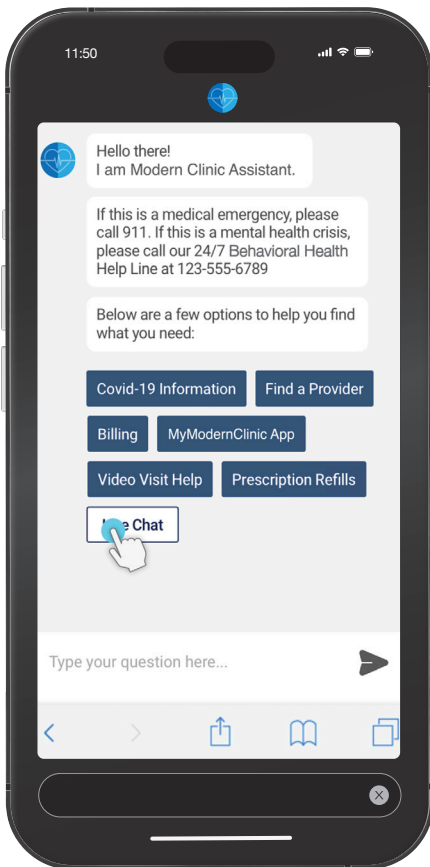 11:50
Hello there!
I am Modern Clinic Assistant.
If this is a medical emergency, please
call 911. If this is a mental health crisis,
please call our 24/7 Behavioral Health
Help Line at 123-555-6789
Below are a few options to help you find
what you need:
Covid-19 Information
Find a Provider
Billing
MyModernClinic App
Video Visit Help
Prescription Refills
Chat
Type your question here...